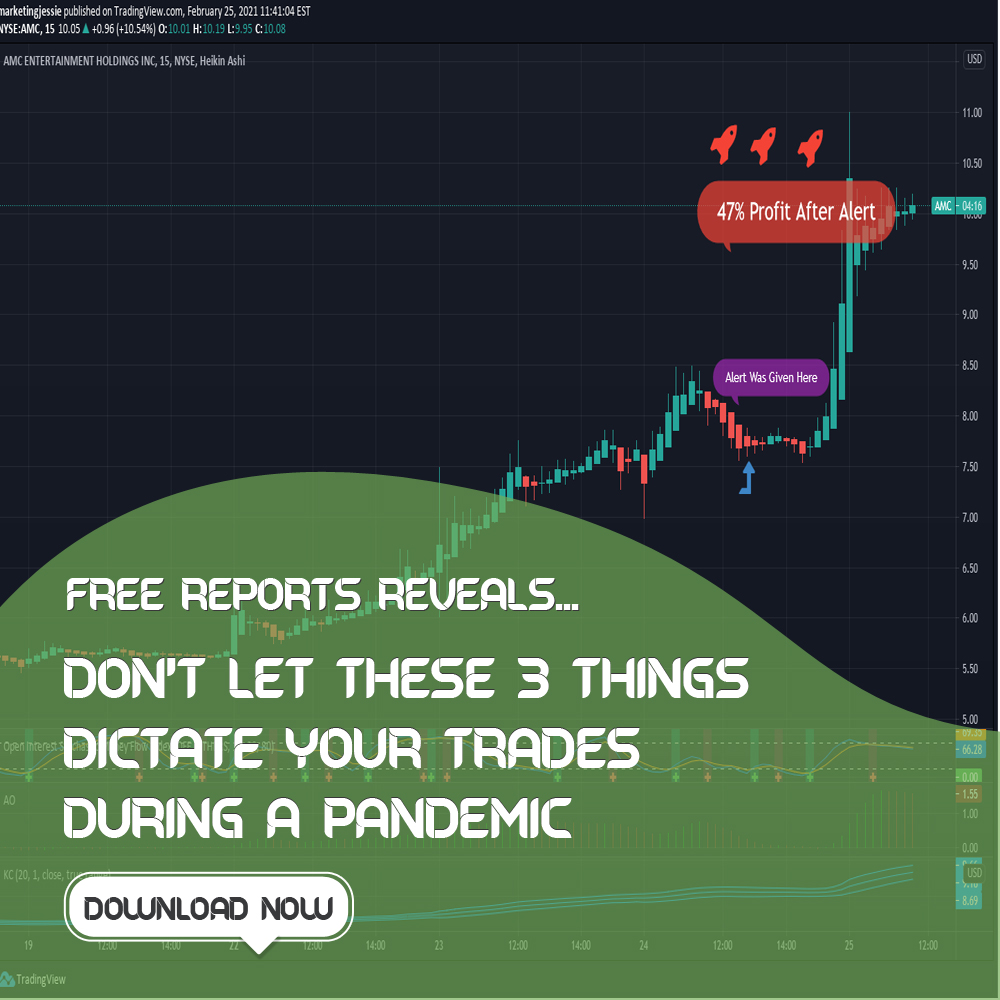 marketingjessie published on TradingView.com, February 25, 2021 11:41:04 EST
NYSE:AMC, 15 10.05 ▲ +0.96 (+10.54%) O:10.01 H:10.19 L:9.95 C:10.08
AMC ENTERTAINMENT HOLDINGS INC, 15, NYSE, Heikin Ashi
USD
11.00
10.50
47% Profit After Alert
AMC 04:16
10.00
9.50
9.00
8.50
Alert Was Given Here
8.00
7.50
7.00
6.50
FREE REPORTS REVEALS...
6.00
DON'T LET THESE 3 THINGS
5.50
5.00
DICTATE YOUR TRADES
69.35
66.28
0.00
DURING A PANDEMIC
AO
1.55
1.00
0.00
KC (20, 1, close,
USD
8.69
DOWNLOAD NOW
19 12:00 14:00 22 12:00 14:00 23 12:00 14:00 24 12:00 14:00 25 12:00
TradingView